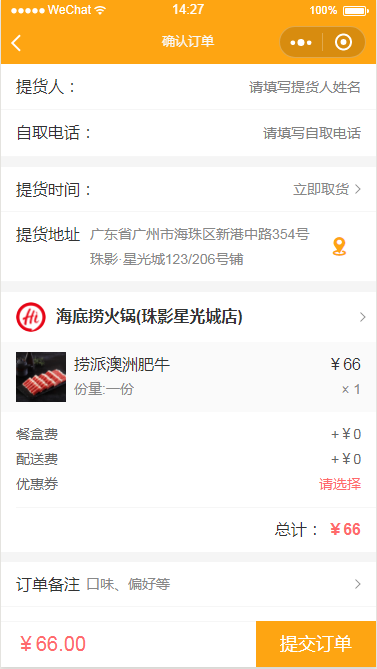 ●●●●● WeChat 14:27 100%
确认订单
提货人： 请填写提货人姓名
自取电话： 请填写自取电话
提货时间： 立即取货
提货地址 广东省广州市海珠区新港中路354号
珠影·星光城123/206号铺
Hi 海底捞火锅(珠影星光城店)
捞派澳洲肥牛 ￥66
份量:一份 × 1
餐盒费 +￥0
配送费 +￥0
优惠券 请选择
总计： ￥66
订单备注 口味、偏好等
￥66.00 提交订单